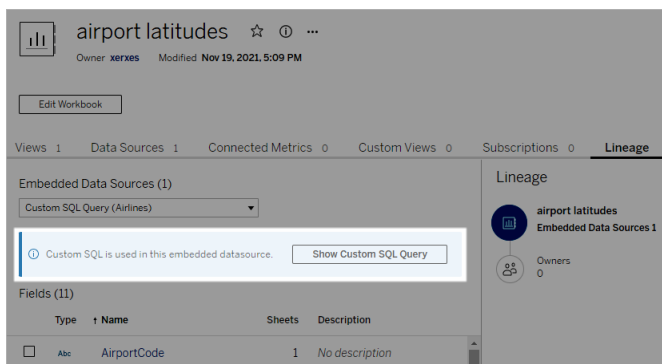 airport latitudes
Owner xerxes Modified Nov 19, 2021, 5:09 PM
Edit Workbook
Views 1 Data Sources 1 Connected Metrics 0 Custom Views 0 Subscriptions 0 Lineage
Embedded Data Sources (1)
Custom SQL Query (Airlines)
Custom SQL is used in this embedded datasource. Show Custom SQL Query
Fields (11)
Type ↑ Name Sheets Description
Abc AirportCode 1 No description
Lineage
airport latitudes
Embedded Data Sources 1
Owners
0